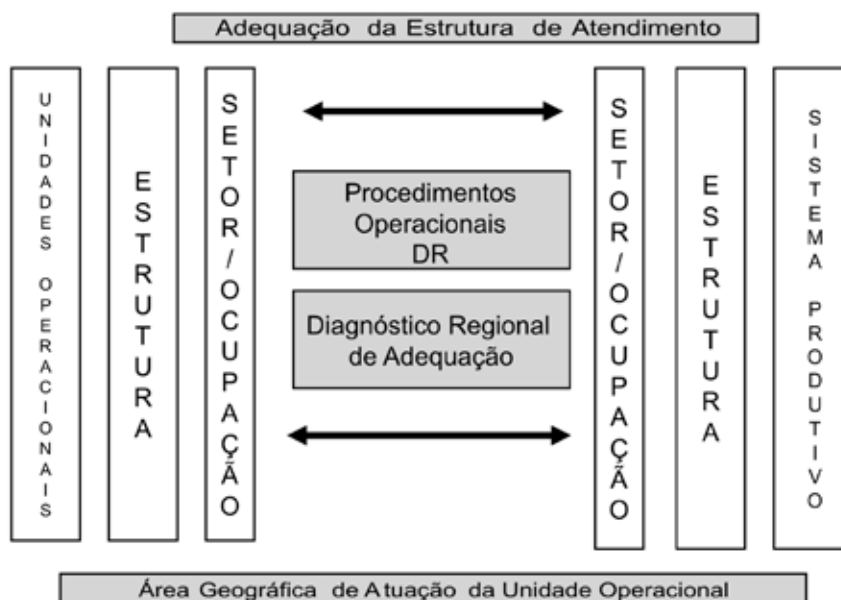 Adequação da Estrutura de Atendimento
UNIDADES OPERACIONAIS
ESTRUTURA
SETOR/OCUPAÇÃO
Procedimentos
Operacionais
DR
Diagnóstico Regional
de Adequação
SETOR/OCUPAÇÃO
ESTRUTURA
SISTEMA PRODUTIVO
Área Geográfica de Atuação da Unidade Operacional